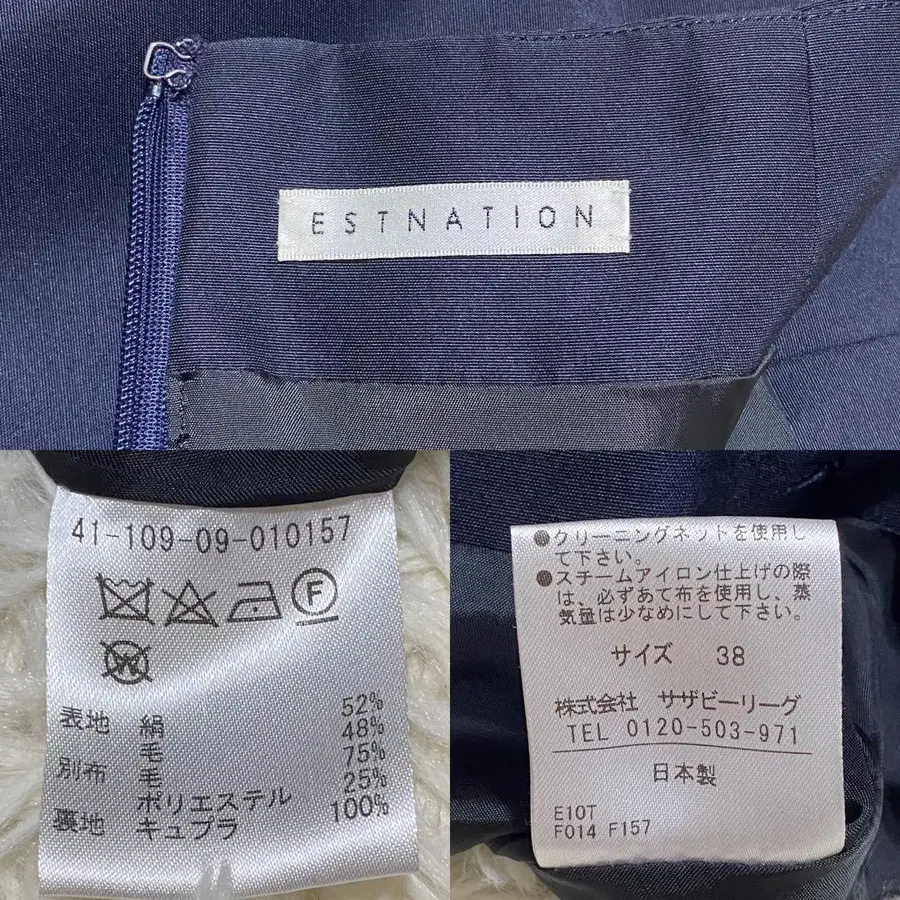 ESTNATION
41-109-09-010157
F
W
表地 絹 52%
毛 48%
別布 毛 75%
ポリエステル 25%
裏地 キュプラ 100%
●クリーニングネットを使用し
て下さい。
●スチームアイロン仕上げの際
は、必ずあて布を使用し、蒸
気量は少なめにして下さい。
サイズ 38
株式会社 サザビーリーグ
TEL 0120-503-971
日本製
E10T
F014 F157